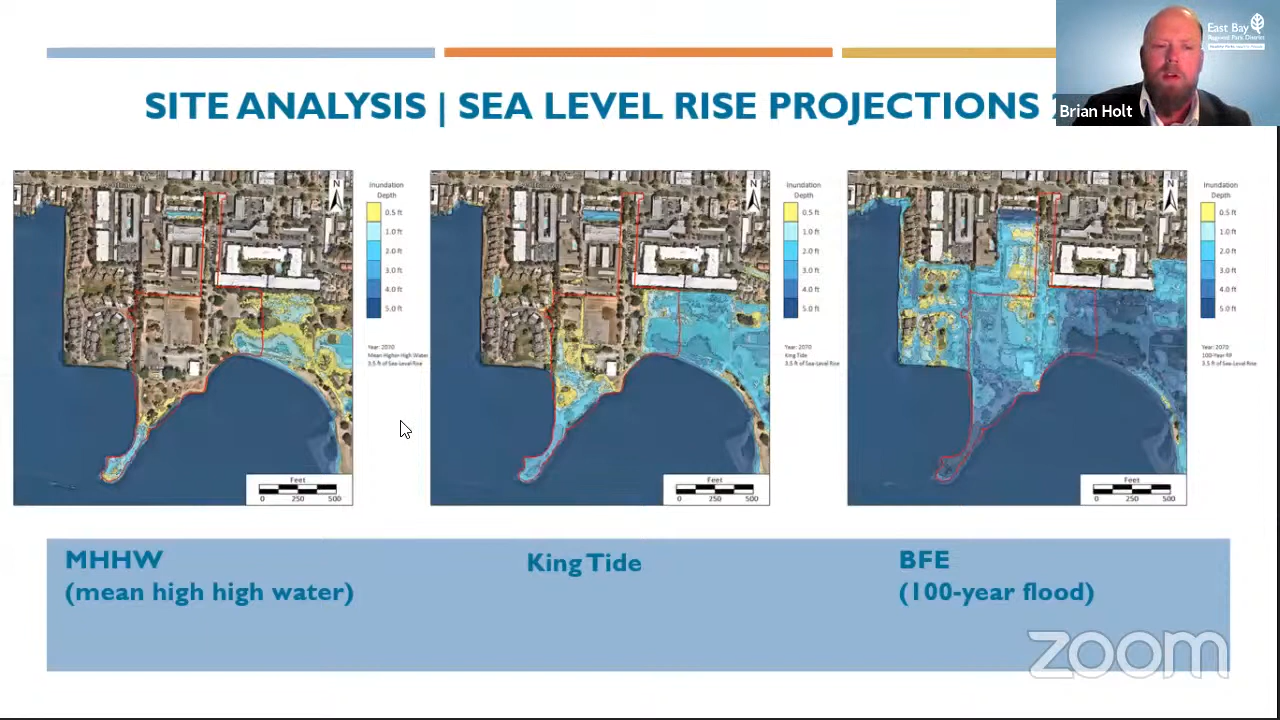 SITE ANALYSIS | SEA LEVEL RISE PROJECTIONS
East Bay
Regional Park District
Brian Holt
N
Inundation
Depth
0.5 ft
1.0 ft
2.0 ft
3.0 ft
4.0 ft
5.0 ft
Year: 2070
Mean Higher-High Water
3.5 ft of Sea-Level Rise
Feet
0 250 500
N
Inundation
Depth
0.5 ft
1.0 ft
2.0 ft
3.0 ft
4.0 ft
5.0 ft
Year: 2070
King Tide
3.5 ft of Sea-Level Rise
Feet
0 250 500
N
Inundation
Depth
0.5 ft
1.0 ft
2.0 ft
3.0 ft
4.0 ft
5.0 ft
Year: 2070
100-Year RP
3.5 ft of Sea-Level Rise
Feet
0 250 500
MHHW
(mean high high water)
King Tide
BFE
(100-year flood)
zoom